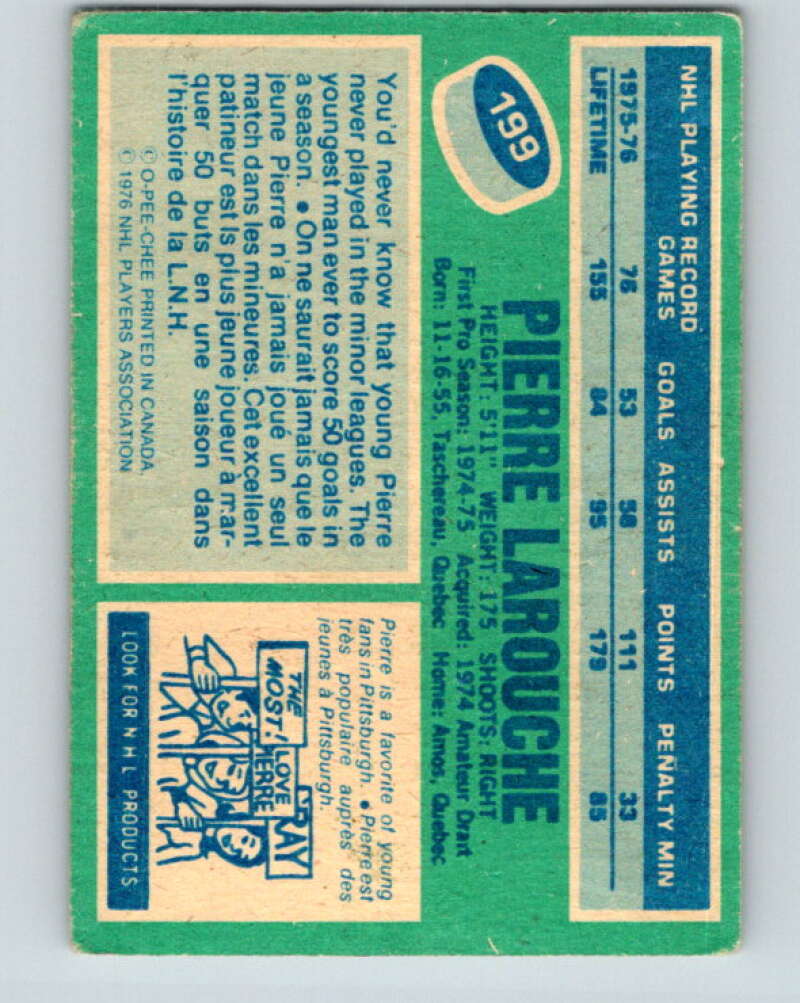 199
PIERRE LAROUCHE
HEIGHT: 5'11" WEIGHT: 175 SHOOTS: RIGHT
First Pro Season: 1974-75 Acquired: 1974 Amateur Draft
Born: 11-16-55, Taschereau, Quebec Home: Amos, Quebec
NHL PLAYING RECORD
GAMES GOALS ASSISTS POINTS PENALTY MIN
1975-76 76 53 58 111 33
LIFETIME 155 84 95 179 85
You'd never know that young Pierre
never played in the minor leagues. The
youngest man ever to score 50 goals in
a season. • On ne saurait jamais que le
jeune Pierre n'a jamais joué un seul
match dans les mineures. Cet excellent
patineur est ls plus jeune joueur à mar-
quer 50 buts en une saison dans
l'histoire de la L.N.H.
© O-PEE-CHEE PRINTED IN CANADA.
© 1976 NHL PLAYERS ASSOCIATION
Pierre is a favorite of young
fans in Pittsburgh. • Pierre est
très populaire auprès des
jeunes à Pittsburgh.
THE
MOST!
I LOVE
PIERRE
RAY
LOOK FOR NHL PRODUCTS